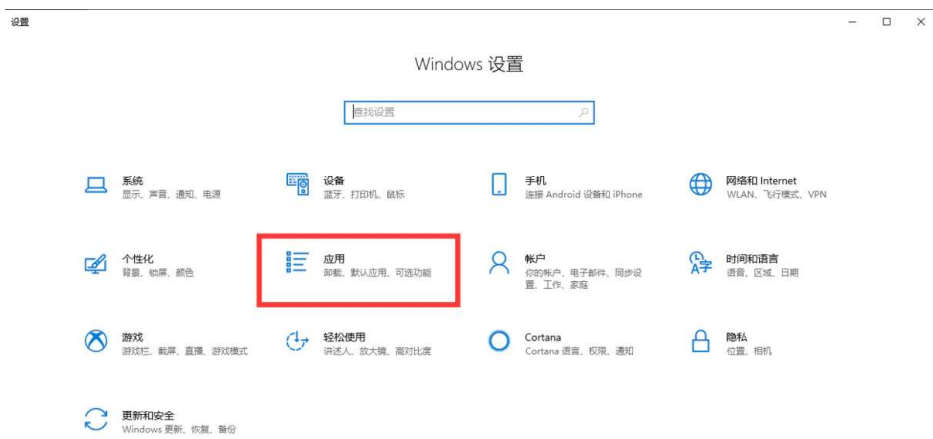 设置
Windows 设置
查找设置
系统
显示、声音、通知、电源
设备
蓝牙、打印机、鼠标
手机
连接 Android 设备和 iPhone
网络和 Internet
WLAN、飞行模式、VPN
个性化
背景、锁屏、颜色
应用
卸载、默认应用、可选功能
帐户
你的帐户、电子邮件、同步设
置、工作、家庭
时间和语言
语音、区域、日期
游戏
游戏栏、截屏、直播、游戏模式
轻松使用
讲述人、放大镜、高对比度
Cortana
Cortana 语言、权限、通知
隐私
位置、相机
更新和安全
Windows 更新、恢复、备份